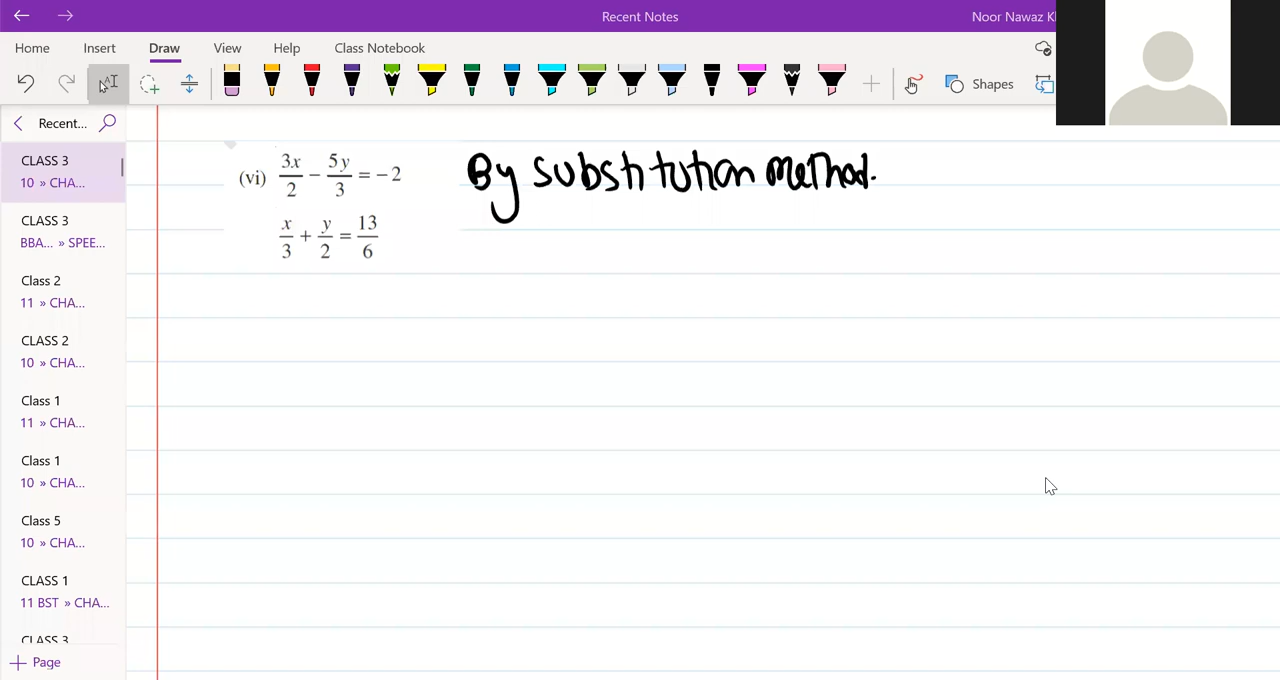 Recent Notes
Noor Nawaz K
Home Insert Draw View Help Class Notebook
Shapes
Recent...
CLASS 3
10 » CHA...
CLASS 3
BBA... » SPEE...
Class 2
11 » CHA...
CLASS 2
10 » CHA...
Class 1
11 » CHA...
Class 1
10 » CHA...
Class 5
10 » CHA...
CLASS 1
11 BST » CHA...
CLASS 3
Page
(vi) 3x/2 − 5y/3 = −2
x/3 + y/2 = 13/6
By substitution method.